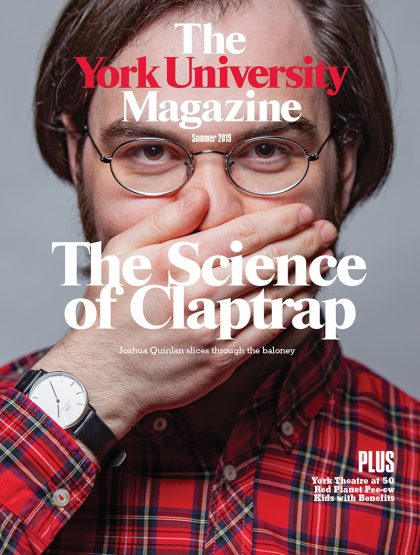 The
York University
Magazine
Summer 2019
The Science
of Claptrap
Joshua Quinlan slices through the baloney
PLUS
York Theatre at 50
Red Planet Pee-ew
Kids with Benefits